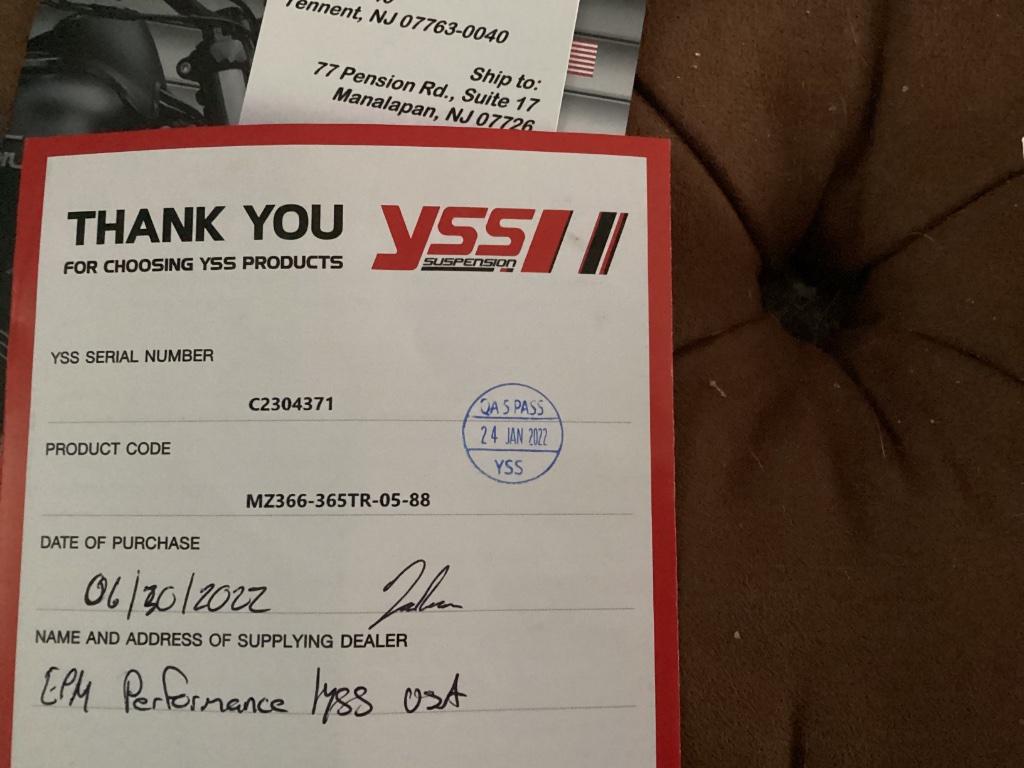 Tennent, NJ 07763-0040
Ship to:
77 Pension Rd., Suite 17
Manalapan, NJ 07726
THANK YOU
FOR CHOOSING YSS PRODUCTS
YSS
SUSPENSION
YSS SERIAL NUMBER
C2304371
QA 5 PASS
24 JAN 2022
YSS
PRODUCT CODE
MZ366-365TR-05-88
DATE OF PURCHASE
06/30/2022
NAME AND ADDRESS OF SUPPLYING DEALER
EPM Performance /YSS USA